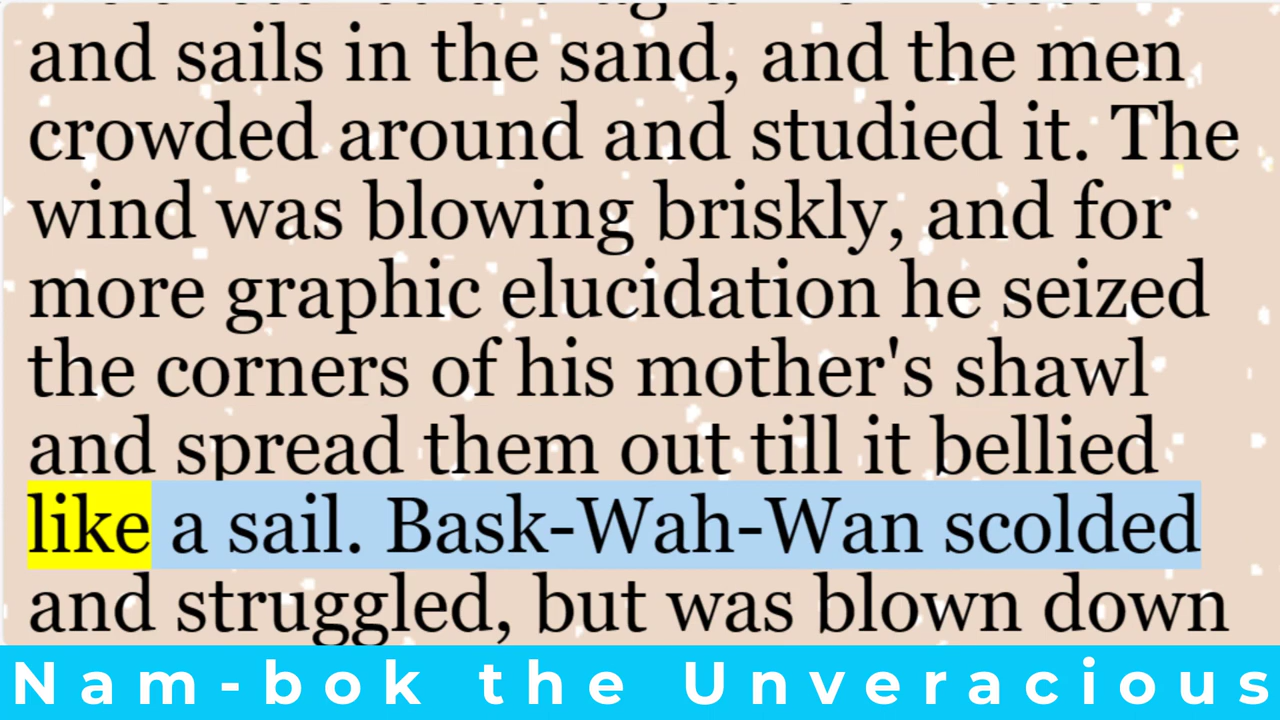 and sails in the sand, and the men
crowded around and studied it. The
wind was blowing briskly, and for
more graphic elucidation he seized
the corners of his mother's shawl
and spread them out till it bellied
like a sail. Bask-Wah-Wan scolded
and struggled, but was blown down
Nam-bok the Unveracious